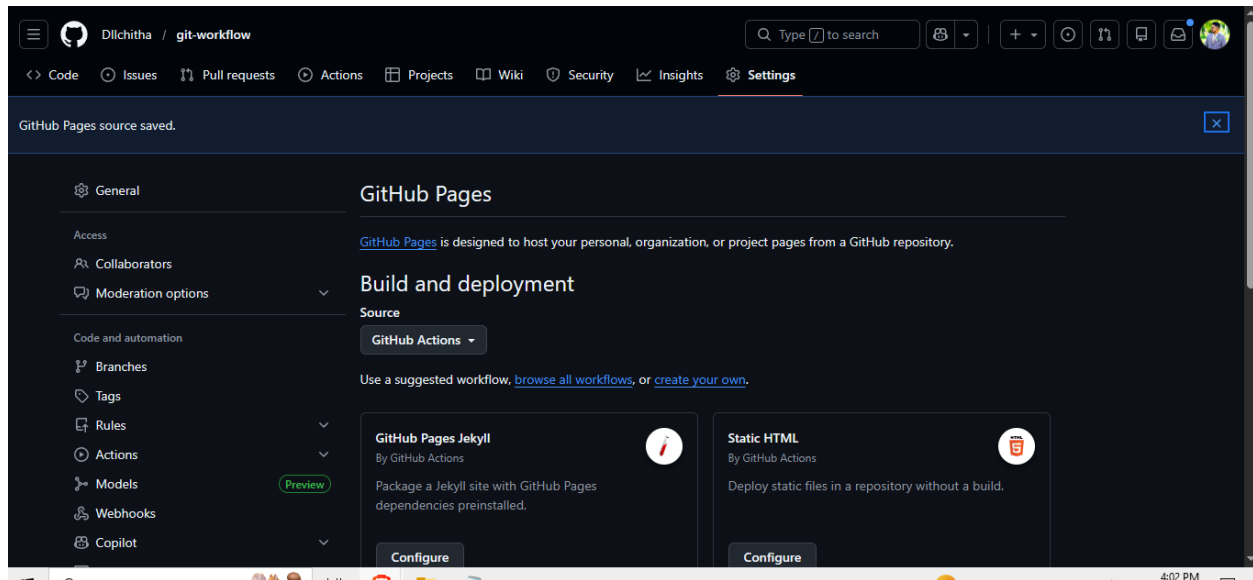 Dllchitha / git-workflow
Type / to search
Code Issues Pull requests Actions Projects Wiki Security Insights Settings
GitHub Pages source saved.
General
Access
Collaborators
Moderation options
Code and automation
Branches
Tags
Rules
Actions
Models Preview
Webhooks
Copilot
GitHub Pages
GitHub Pages is designed to host your personal, organization, or project pages from a GitHub repository.
Build and deployment
Source
GitHub Actions
Use a suggested workflow, browse all workflows, or create your own.
GitHub Pages Jekyll
By GitHub Actions
Package a Jekyll site with GitHub Pages
dependencies preinstalled.
Configure
Static HTML
By GitHub Actions
Deploy static files in a repository without a build.
HTML
5
Configure
4:02 PM